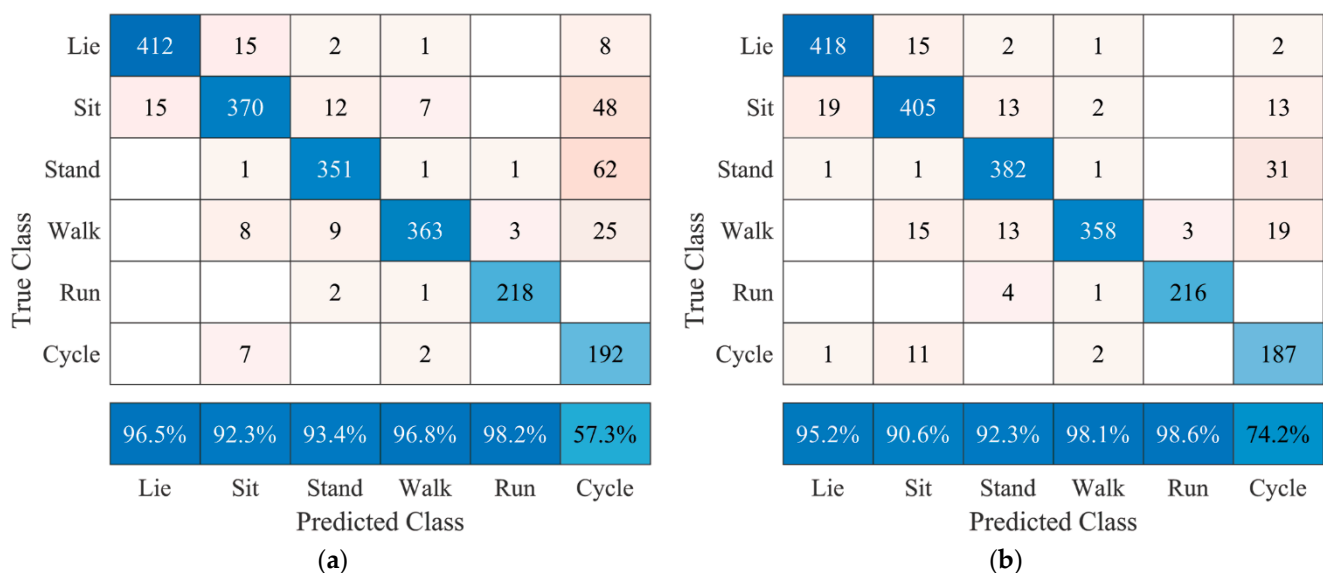 Lie 412 15 2 1 8
Sit 15 370 12 7 48
Stand 1 351 1 1 62
Walk 8 9 363 3 25
Run 2 1 218
Cycle 7 2 192
True Class
96.5% 92.3% 93.4% 96.8% 98.2% 57.3%
Lie Sit Stand Walk Run Cycle
Predicted Class
(a)
Lie 418 15 2 1 2
Sit 19 405 13 2 13
Stand 1 1 382 1 31
Walk 15 13 358 3 19
Run 4 1 216
Cycle 1 11 2 187
True Class
95.2% 90.6% 92.3% 98.1% 98.6% 74.2%
Lie Sit Stand Walk Run Cycle
Predicted Class
(b)